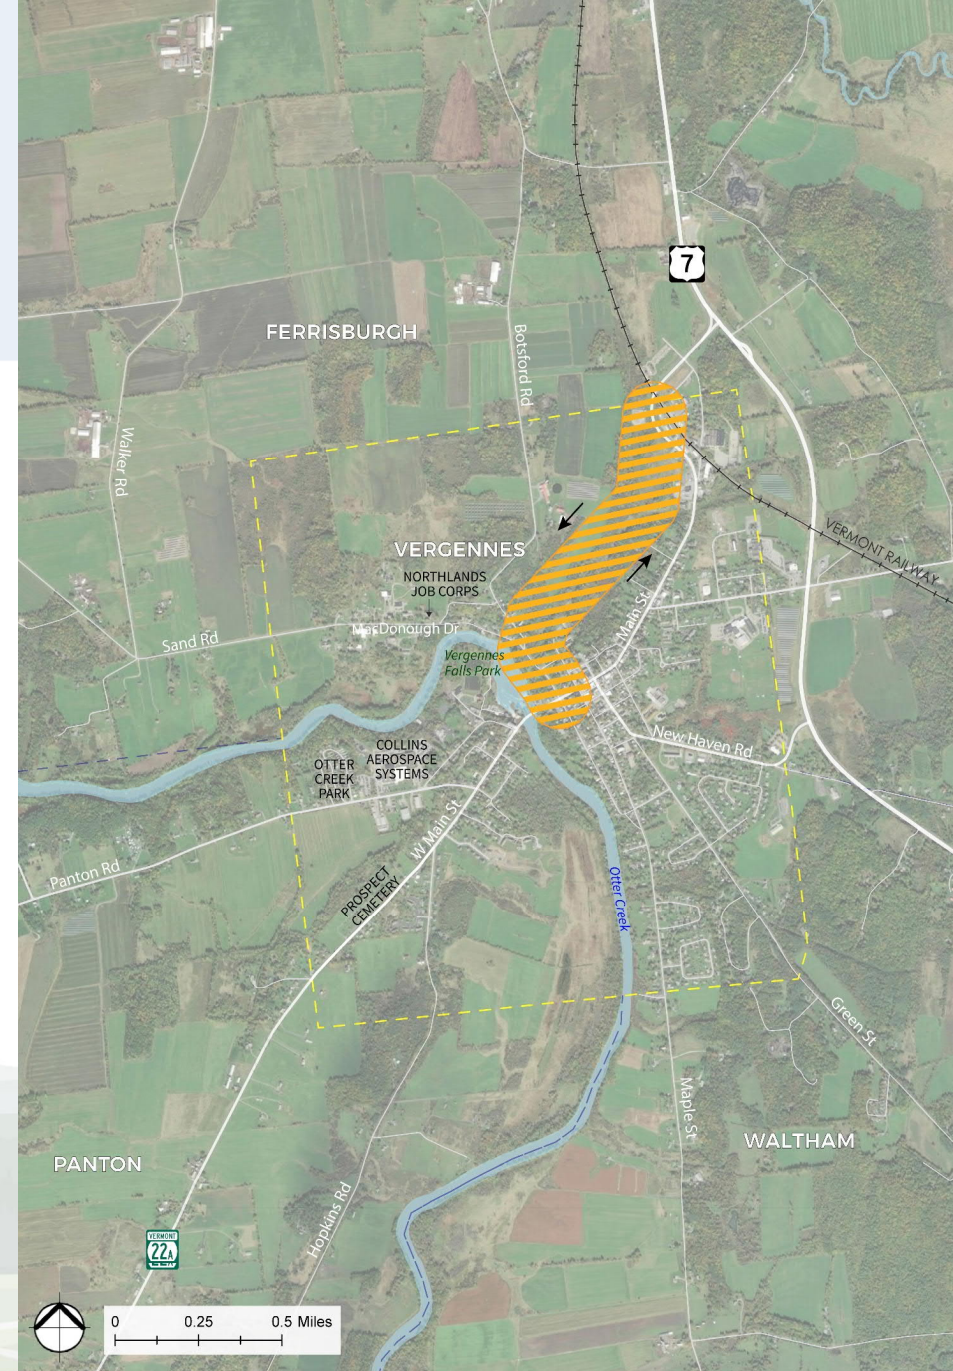 7
FERRISBURGH
Botsford Rd
Walker Rd
VERMONT RAILWAY
VERGENNES
NORTHLANDS
JOB CORPS
MacDonough Dr
Main St
Sand Rd
Vergennes
Falls Park
New Haven Rd
COLLINS
AEROSPACE
SYSTEMS
OTTER
CREEK
PARK
W Main St
Panton Rd
PROSPECT
CEMETERY
Otter Creek
Green St
Maple St
WALTHAM
PANTON
Hopkins Rd
VERMONT
22A
0 0.25 0.5 Miles